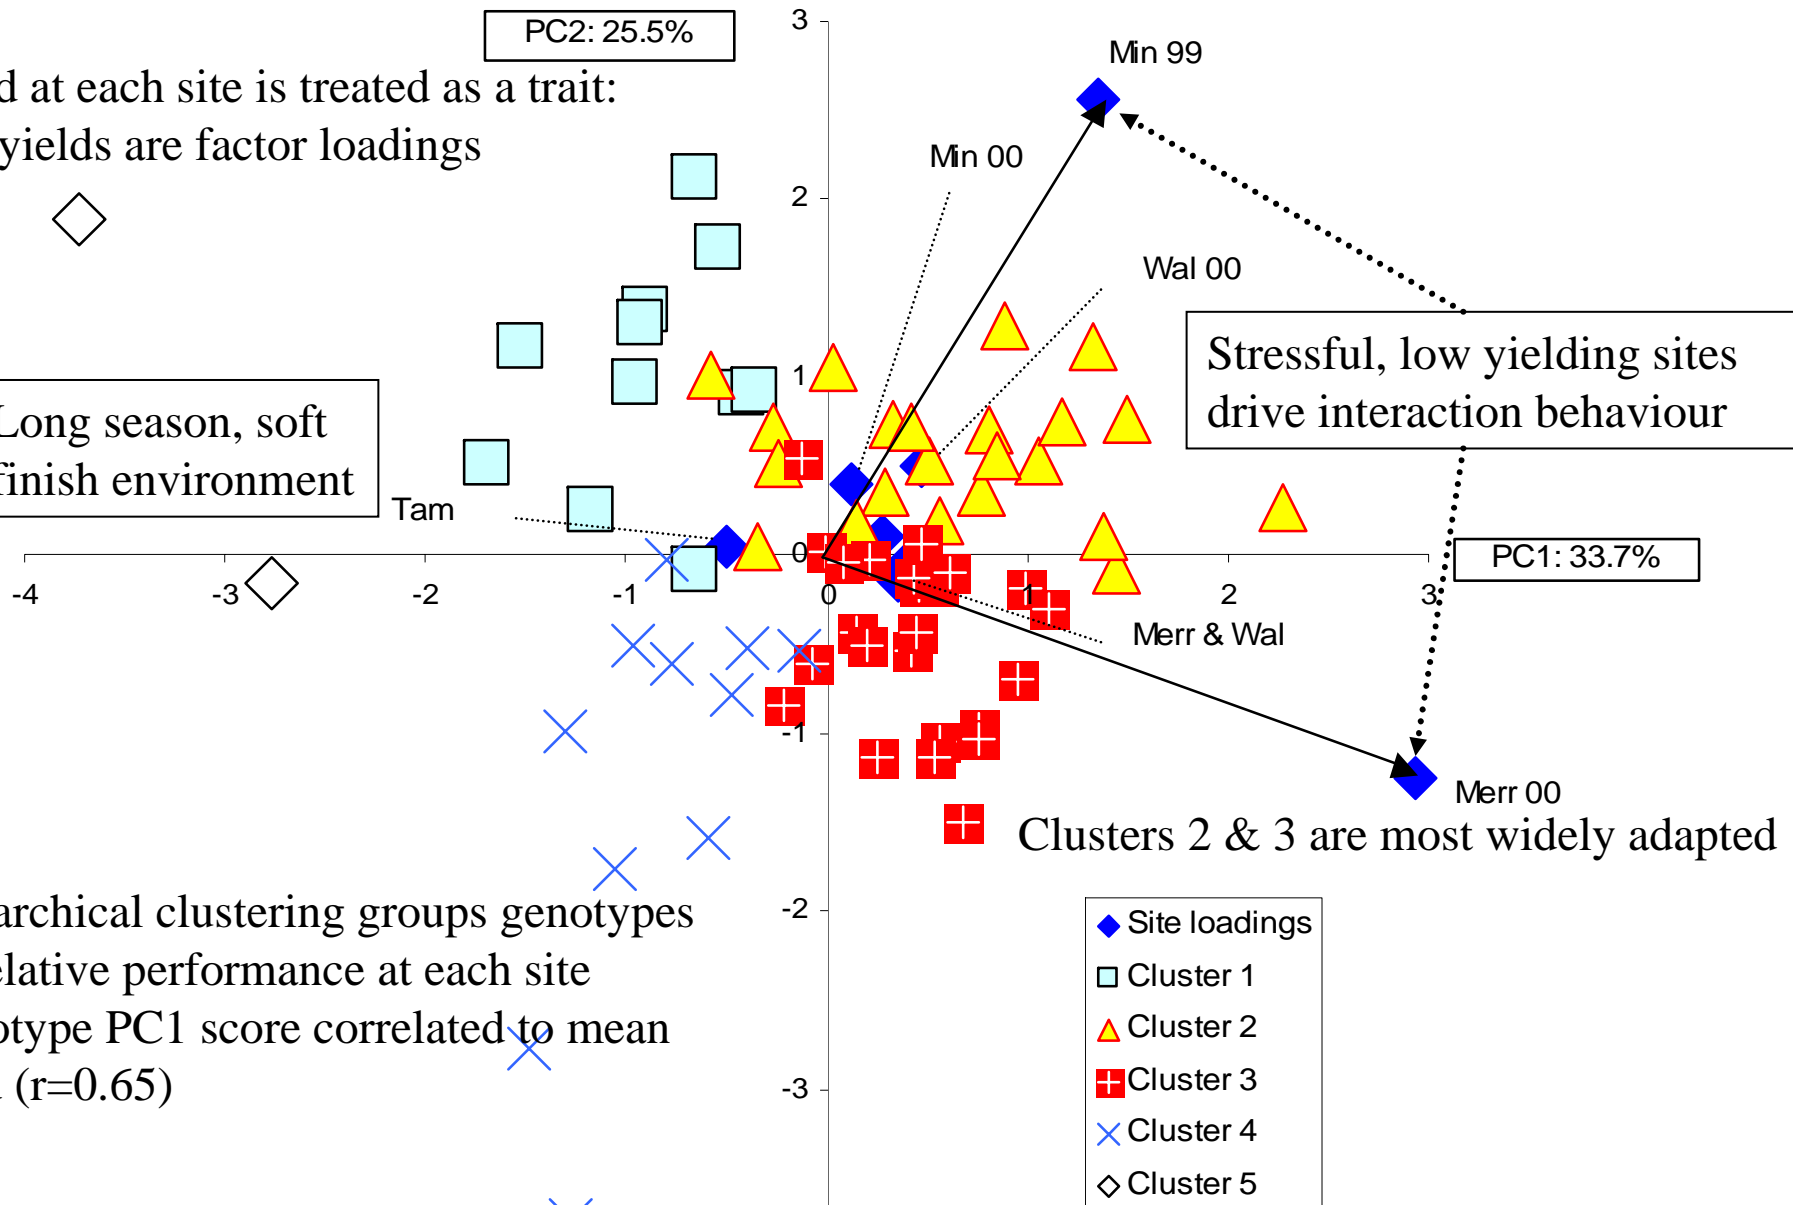 PC2: 25.5%
d at each site is treated as a trait:
yields are factor loadings
3
Min 99
Min 00
2
Wal 00
Stressful, low yielding sites
drive interaction behaviour
1
Long season, soft
finish environment
Tam
0
PC1: 33.7%
-4
-3
-2
-1
0
1
2
3
Merr & Wal
-1
Merr 00
Clusters 2 & 3 are most widely adapted
-2
archical clustering groups genotypes
elative performance at each site
otype PC1 score correlated to mean
(r=0.65)
-3
Site loadings
Cluster 1
Cluster 2
Cluster 3
Cluster 4
Cluster 5